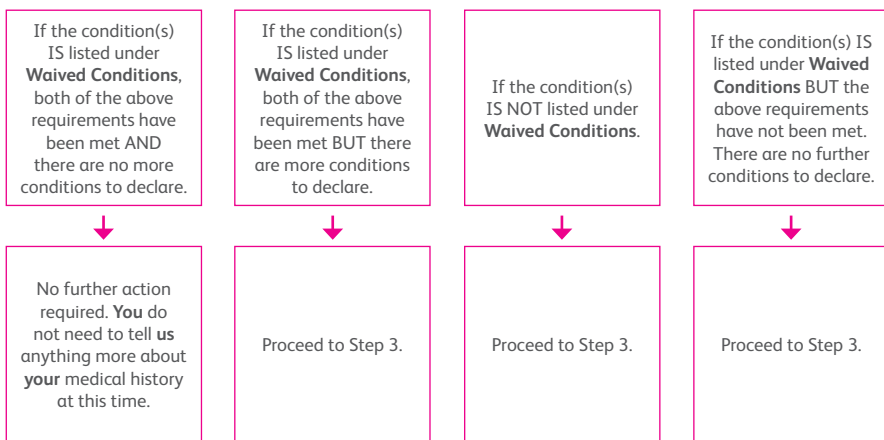 If the condition(s)
IS listed under
Waived Conditions,
both of the above
requirements have
been met AND
there are no more
conditions to declare.
If the condition(s)
IS listed under
Waived Conditions,
both of the above
requirements have
been met BUT there
are more conditions
to declare.
If the condition(s)
IS NOT listed under
Waived Conditions.
If the condition(s) IS
listed under Waived
Conditions BUT the
above requirements
have not been met.
There are no further
conditions to declare.
No further action
required. You do
not need to tell us
anything more about
your medical history
at this time.
Proceed to Step 3.
Proceed to Step 3.
Proceed to Step 3.